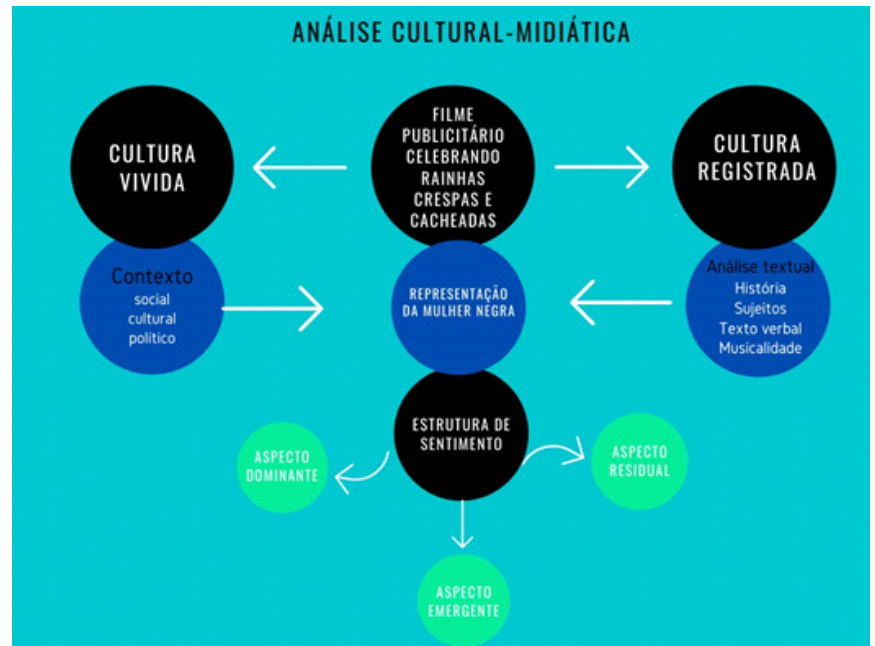 ANÁLISE CULTURAL-MIDIÁTICA
CULTURA
VIVIDA
FILME
PUBLICITÁRIO
CELEBRANDO
RAINHAS
CRESPAS E
CACHEADAS
CULTURA
REGISTRADA
Contexto
social
cultural
político
REPRESENTAÇÃO
DA MULHER NEGRA
Análise textual
História
Sujeitos
Texto verbal
Musicalidade
ESTRUTURA DE
SENTIMENTO
ASPECTO
DOMINANTE
ASPECTO
RESIDUAL
ASPECTO
EMERGENTE